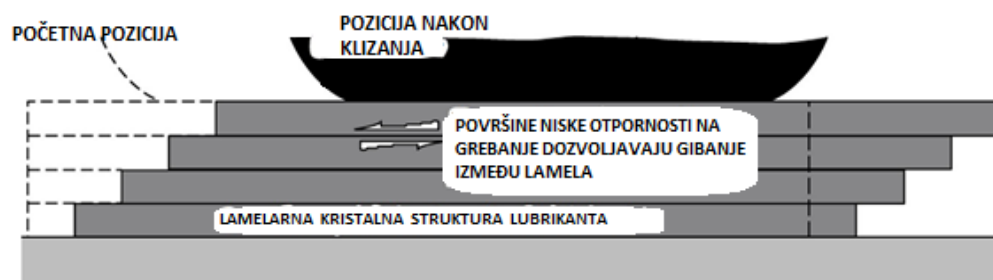 POČETNA POZICIJA
POZICIJA NAKON
KLIZANJA
POVRŠINE NISKE OTPORNOSTI NA
GREBANJE DOZVOLJAVAJU GIBANJE
IZMEĐU LAMELA
LAMELARNA KRISTALNA STRUKTURA LUBRIKANTA